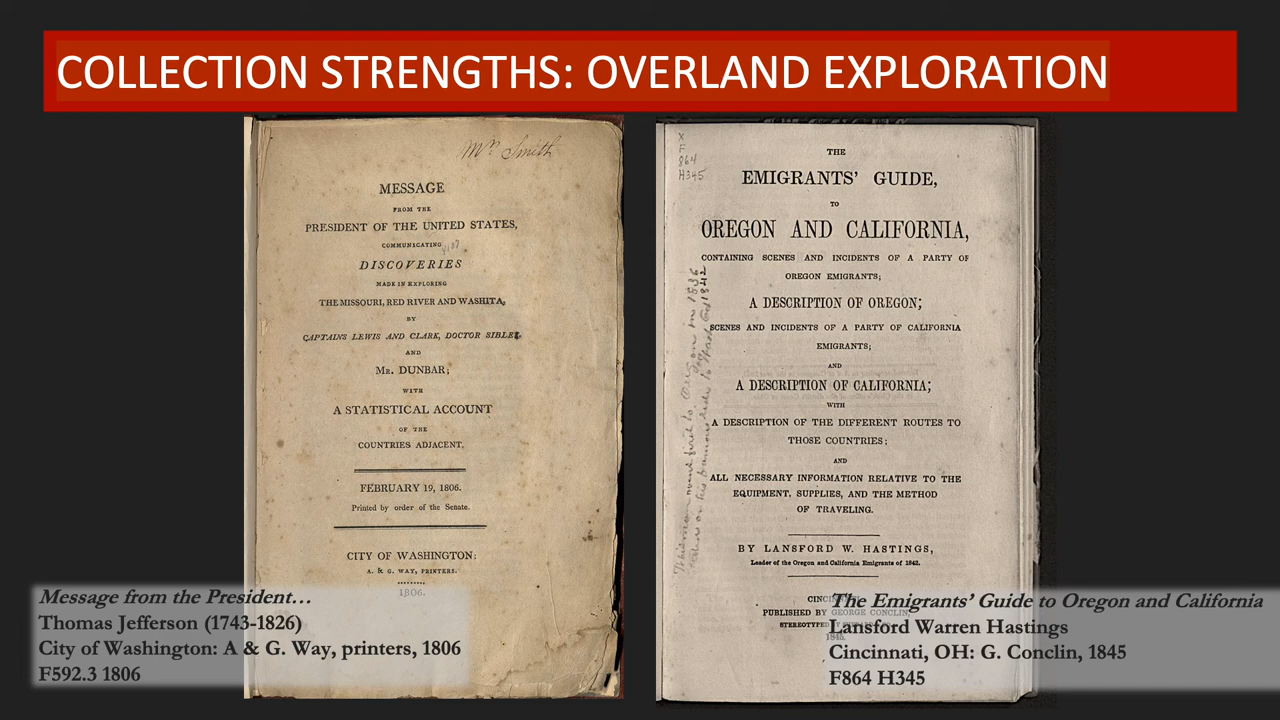 COLLECTION STRENGTHS: OVERLAND EXPLORATION
Mr. Smith
MESSAGE
FROM THE
PRESIDENT OF THE UNITED STATES,
COMMUNICATING
DISCOVERIES
MADE IN EXPLORING
THE MISSOURI, RED RIVER AND WASHITA,
BY
CAPTAINS LEWIS AND CLARK, DOCTOR SIBLEY,
AND
MR. DUNBAR;
WITH
A STATISTICAL ACCOUNT
OF THE
COUNTRIES ADJACENT.
FEBRUARY 19, 1806.
Printed by order of the Senate.
CITY OF WASHINGTON:
A. & G. WAY, PRINTERS.
1806.
Message from the President...
Thomas Jefferson (1743-1826)
City of Washington: A & G. Way, printers, 1806
F592.3 1806
X
F
864
H345
THE
EMIGRANTS' GUIDE,
TO
OREGON AND CALIFORNIA,
CONTAINING SCENES AND INCIDENTS OF A PARTY OF
OREGON EMIGRANTS;
A DESCRIPTION OF OREGON;
SCENES AND INCIDENTS OF A PARTY OF CALIFORNIA
EMIGRANTS;
AND
A DESCRIPTION OF CALIFORNIA;
WITH
A DESCRIPTION OF THE DIFFERENT ROUTES TO
THOSE COUNTRIES;
AND
ALL NECESSARY INFORMATION RELATIVE TO THE
EQUIPMENT, SUPPLIES, AND THE METHOD
OF TRAVELING.
BY LANSFORD W. HASTINGS,
Leader of the Oregon and California Emigrants of 1842.
PUBLISHED BY GEORGE CONCLIN,
STEREOTYPED
1845.
The Emigrants' Guide to Oregon and California
Lansford Warren Hastings
Cincinnati, OH: G. Conclin, 1845
F864 H345